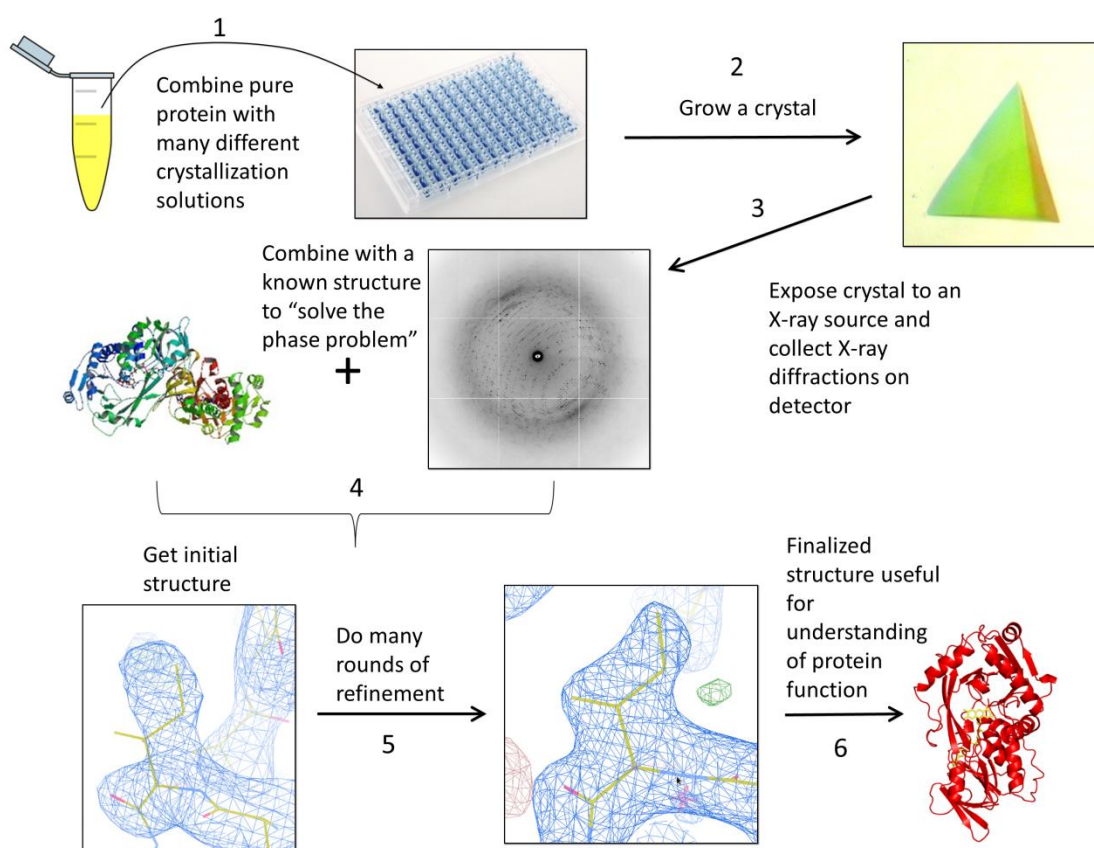 1
Combine pure
protein with
many different
crystallization
solutions
2
Grow a crystal
3
Expose crystal to an
X-ray source and
collect X-ray
diffractions on
detector
Combine with a
known structure
to “solve the
phase problem”
+
4
Get initial
structure
Do many
rounds of
refinement
5
Finalized
structure useful
for
understanding
of protein
function
6